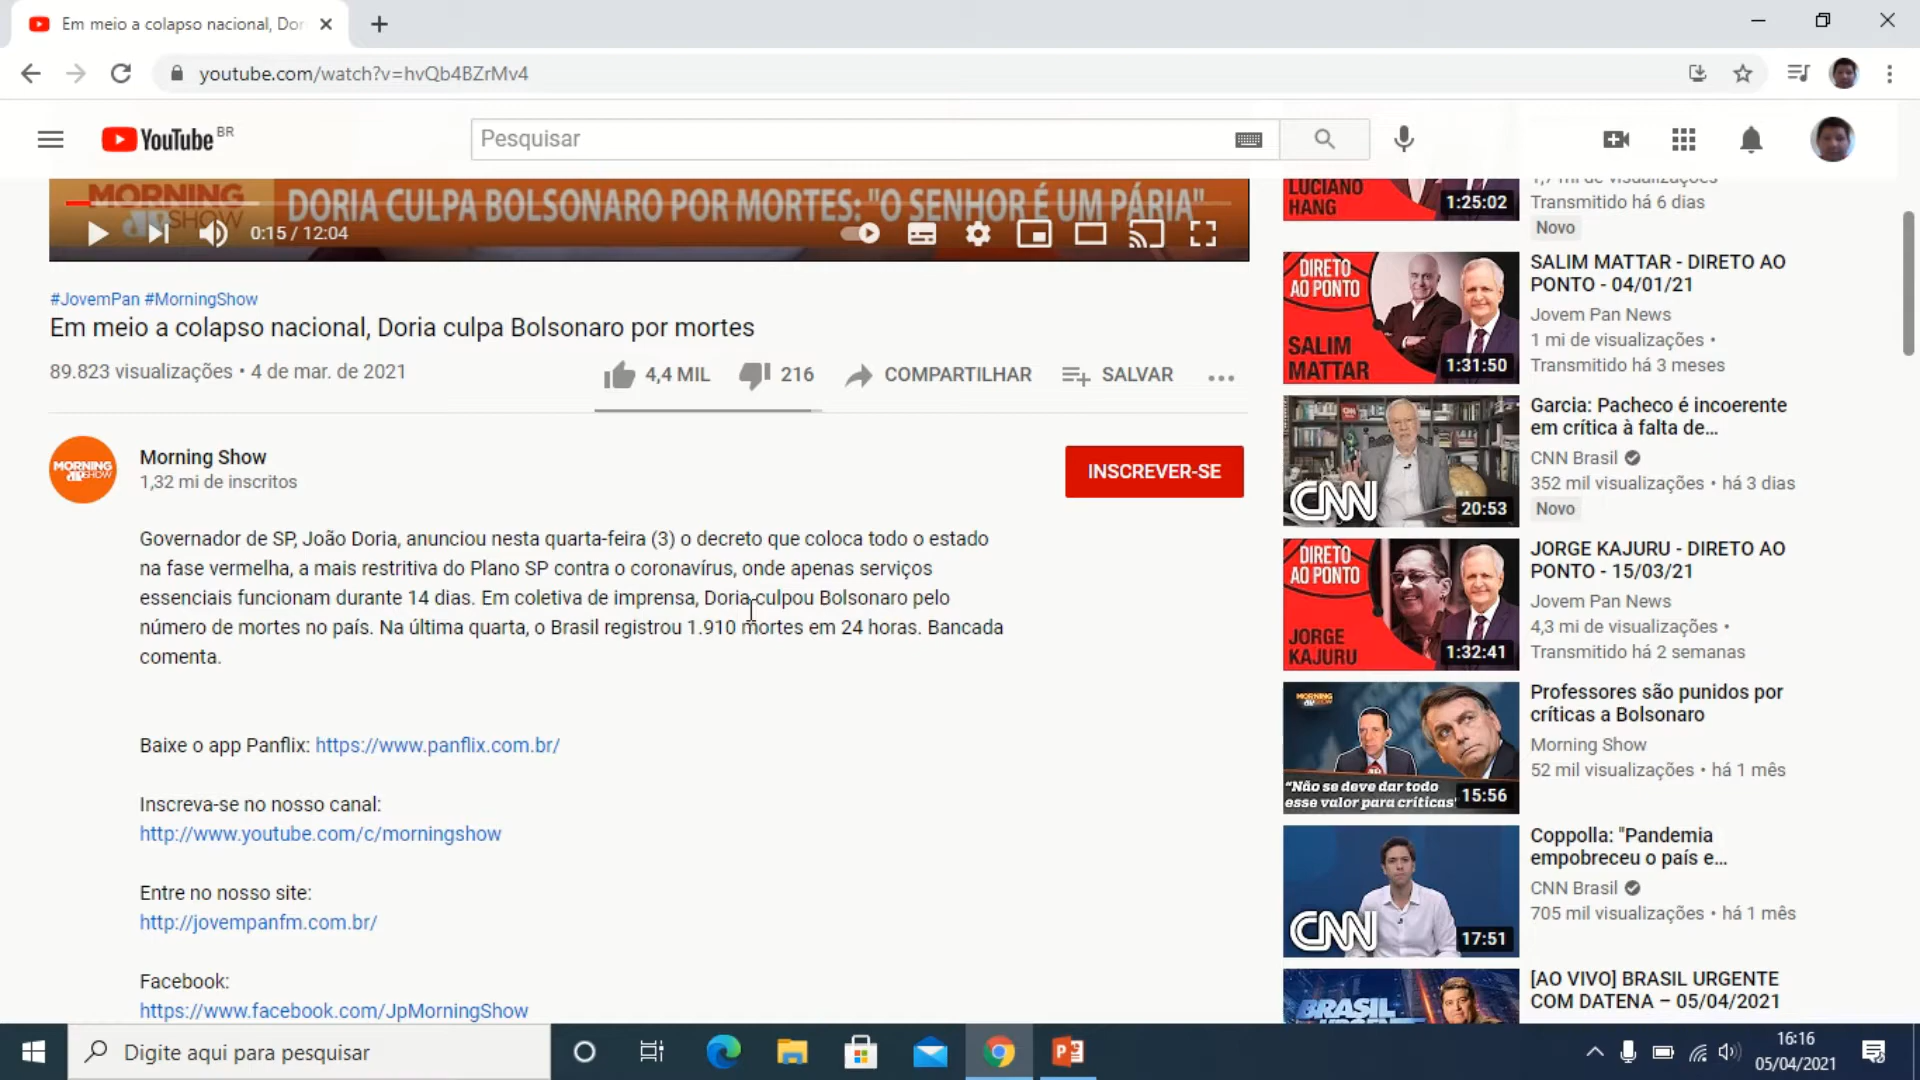 Em meio a colapso nacional, Dor
youtube.com/watch?v=hvQb4BZrMv4
YouTube BR
Pesquisar
MORNING
SHOW
DORIA CULPA BOLSONARO POR MORTES: "O SENHOR É UM PÁRIA"
0:15 / 12:04
#JovemPan #MorningShow
Em meio a colapso nacional, Doria culpa Bolsonaro por mortes
89.823 visualizações • 4 de mar. de 2021
4,4 MIL
216
COMPARTILHAR
SALVAR
MORNING
SHOW
Morning Show
1,32 mi de inscritos
INSCREVER-SE
Governador de SP, João Doria, anunciou nesta quarta-feira (3) o decreto que coloca todo o estado
na fase vermelha, a mais restritiva do Plano SP contra o coronavírus, onde apenas serviços
essenciais funcionam durante 14 dias. Em coletiva de imprensa, Doria culpou Bolsonaro pelo
número de mortes no país. Na última quarta, o Brasil registrou 1.910 mortes em 24 horas. Bancada
comenta.
Baixe o app Panflix: https://www.panflix.com.br/
Inscreva-se no nosso canal:
http://www.youtube.com/c/morningshow
Entre no nosso site:
http://jovempanfm.com.br/
Facebook:
https://www.facebook.com/JpMorningShow
LUCIANO
HANG
1:25:02
1,7 mi de visualizações
Transmitido há 6 dias
Novo
DIRETO
AO PONTO
SALIM
MATTAR
1:31:50
SALIM MATTAR - DIRETO AO
PONTO - 04/01/21
Jovem Pan News
1 mi de visualizações •
Transmitido há 3 meses
CNN
20:53
Garcia: Pacheco é incoerente
em crítica à falta de...
CNN Brasil
352 mil visualizações • há 3 dias
Novo
DIRETO
AO PONTO
JORGE
KAJURU
1:32:41
JORGE KAJURU - DIRETO AO
PONTO - 15/03/21
Jovem Pan News
4,3 mi de visualizações •
Transmitido há 2 semanas
MORNING
SHOW
"Não se deve dar todo
esse valor para críticas"
15:56
Professores são punidos por
críticas a Bolsonaro
Morning Show
52 mil visualizações • há 1 mês
CNN
17:51
Coppolla: "Pandemia
empobreceu o país e...
CNN Brasil
705 mil visualizações • há 1 mês
BRASIL
URGENTE
[AO VIVO] BRASIL URGENTE
COM DATENA – 05/04/2021
Digite aqui para pesquisar
16:16
05/04/2021